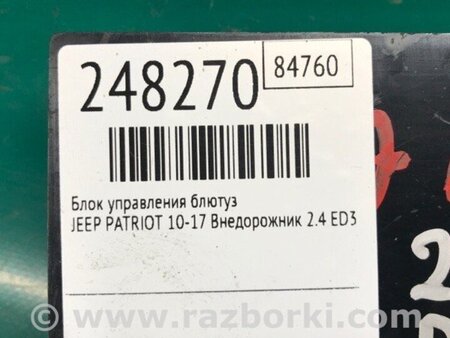 248270
84760
Блок управления блютуз
JEEP PATRIOT 10-17 Внедорожник 2.4 ED3
www.razborki.com